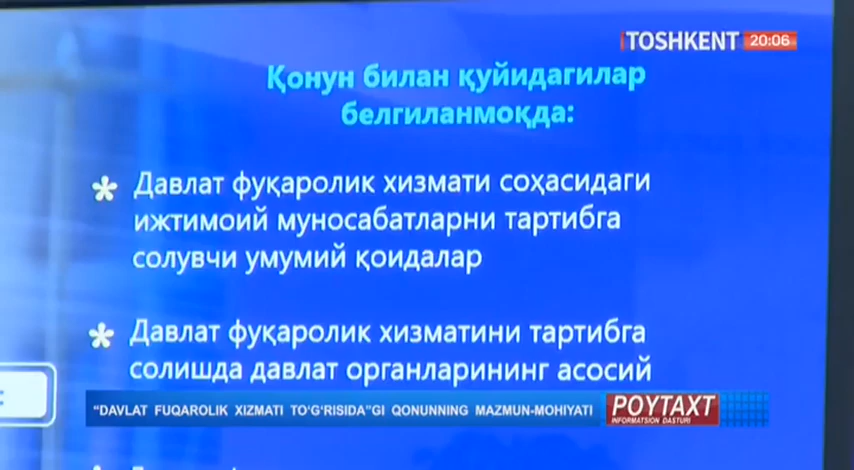 TOSHKENT 20:06
Қонун билан қуйидагилар
белгиланмоқда:
* Давлат фуқаролик хизмати соҳасидаги
ижтимоий муносабатларни тартибга
солувчи умумий қоидалар
* Давлат фуқаролик хизматини тартибга
солишда давлат органларининг асосий
“DAVLAT FUQAROLIK XIZMATI TO‘G‘RISIDA”GI QONUNNING MAZMUN-MOHIYATI
POYTAXT
INFORMATSION DASTURI